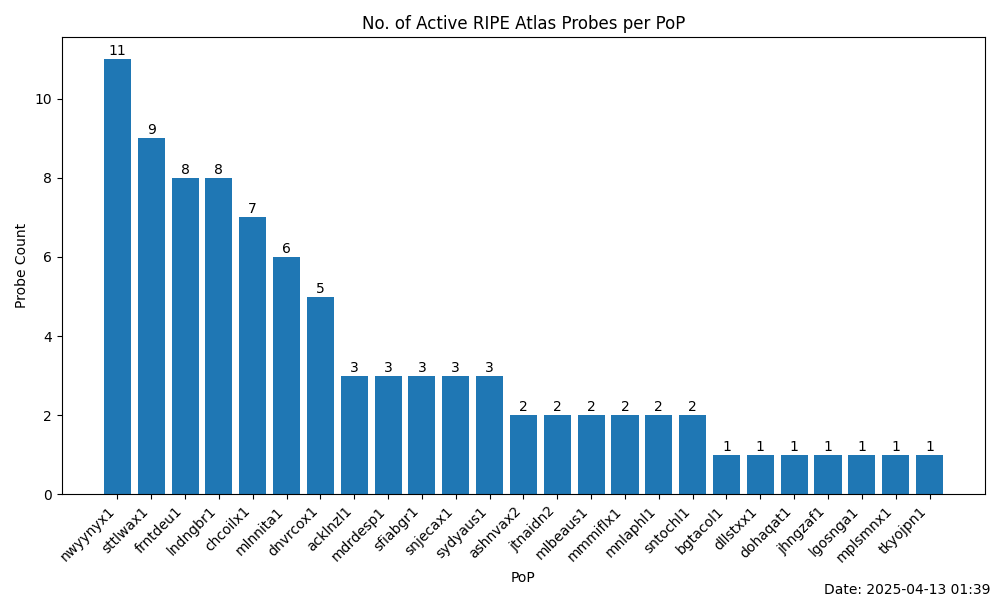 No. of Active RIPE Atlas Probes per PoP
Probe Count
10
8
6
4
2
0
11
9
8
8
7
6
5
3
3
3
3
3
2
2
2
2
2
2
1
1
1
1
1
1
1
nwyynyx1
sttlwax1
frntdeu1
lndngbr1
chcoilx1
mlnnita1
dnvrcox1
acklnzl1
mdrdesp1
sfiabgr1
snjecax1
sydyaus1
ashnvax2
jtnaidn2
mlbeaus1
mmmiflx1
mnlaphl1
sntochl1
bgtacol1
dllstxx1
dohaqat1
jhngzaf1
lgosnga1
mplsmnx1
tkyojpn1
PoP
Date: 2025-04-13 01:39